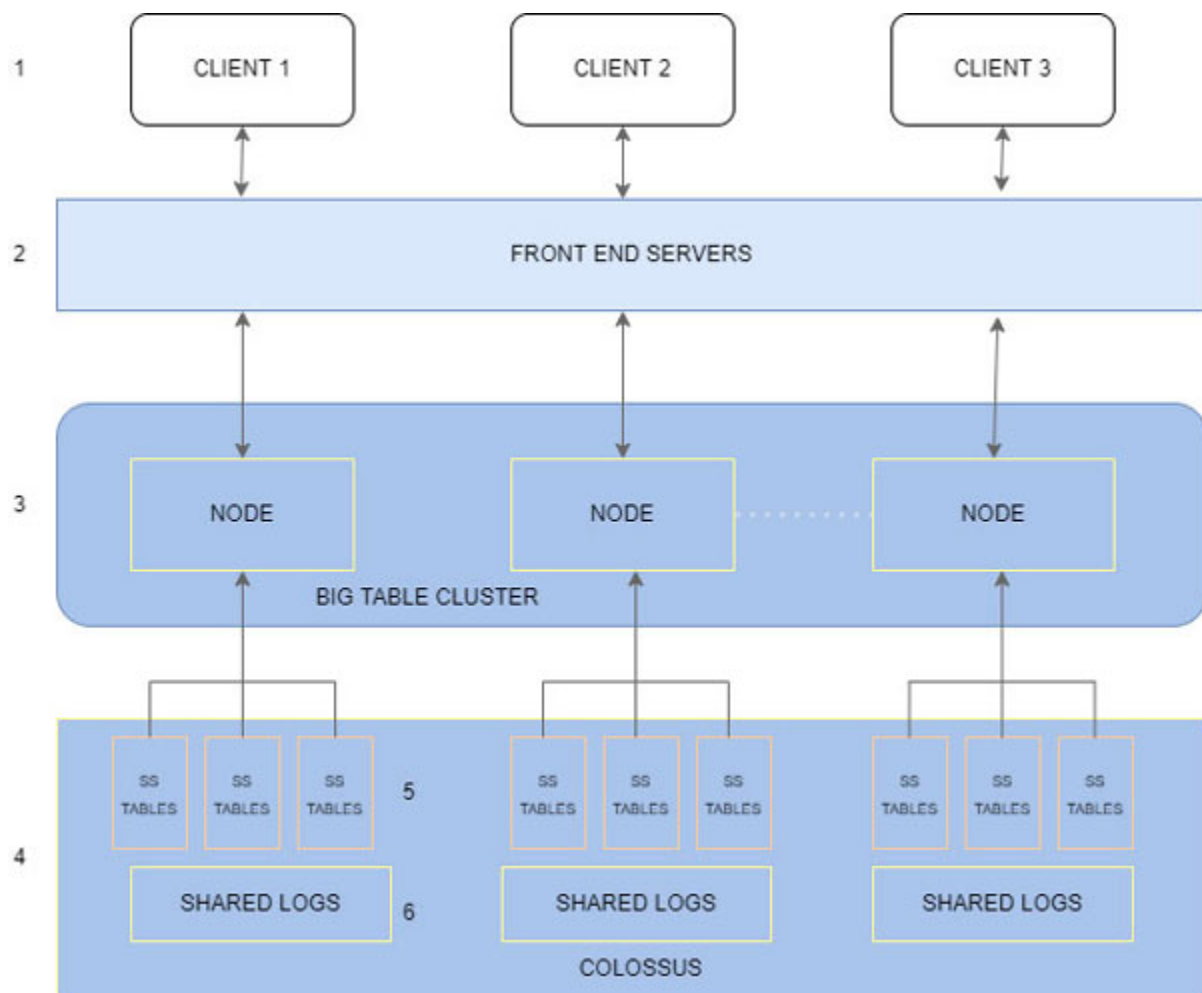 1
CLIENT 1
CLIENT 2
CLIENT 3
2
FRONT END SERVERS
3
NODE
NODE
NODE
BIG TABLE CLUSTER
4
SS
TABLES
SS
TABLES
SS
TABLES
5
SS
TABLES
SS
TABLES
SS
TABLES
SS
TABLES
SS
TABLES
SS
TABLES
SHARED LOGS
6
SHARED LOGS
SHARED LOGS
COLOSSUS